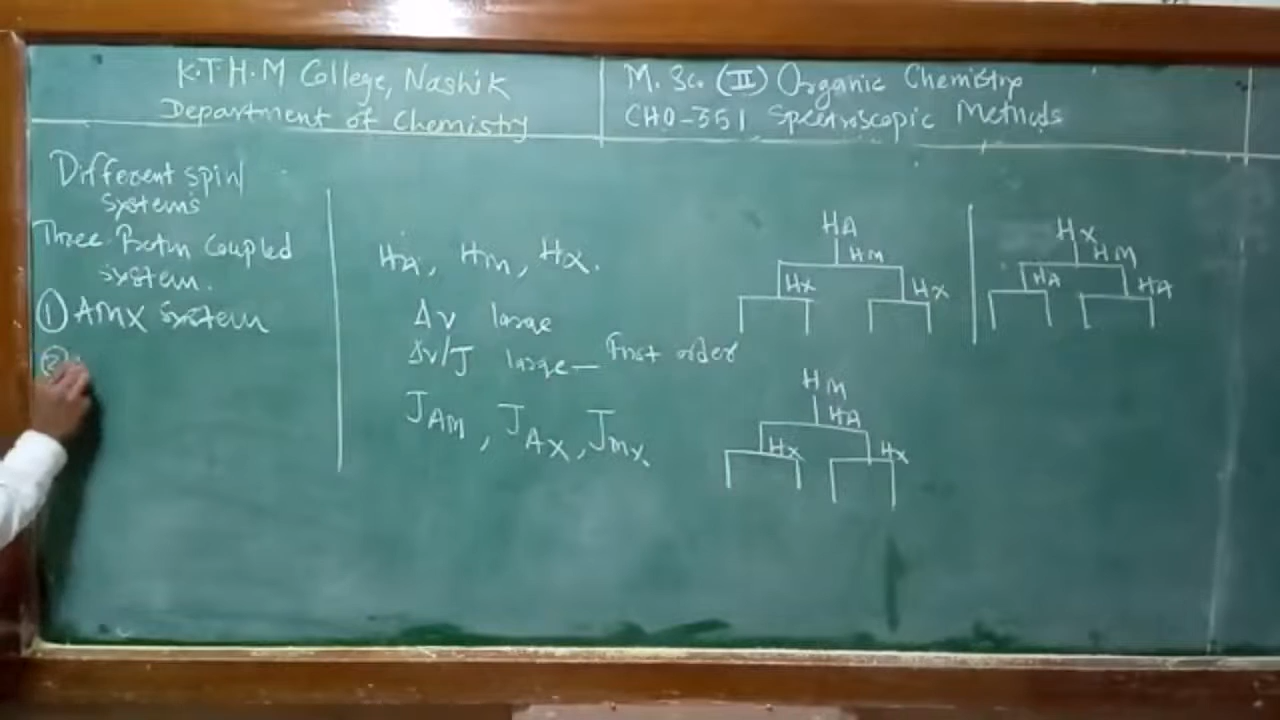 K.T.H.M College, Nashik
Department of Chemistry
M. Sc. (II) Organic Chemistry
CHO-351 Spectroscopic Methods
Different spin
systems
Three Proton Coupled
system.
① AMX System
②
HA, HM, HX.
Δν large
Δν/J large — First order
JAM, JAX, JMX.
HA
HM
HX HX
HX
HM
HA HA
HM
HA
HX HX